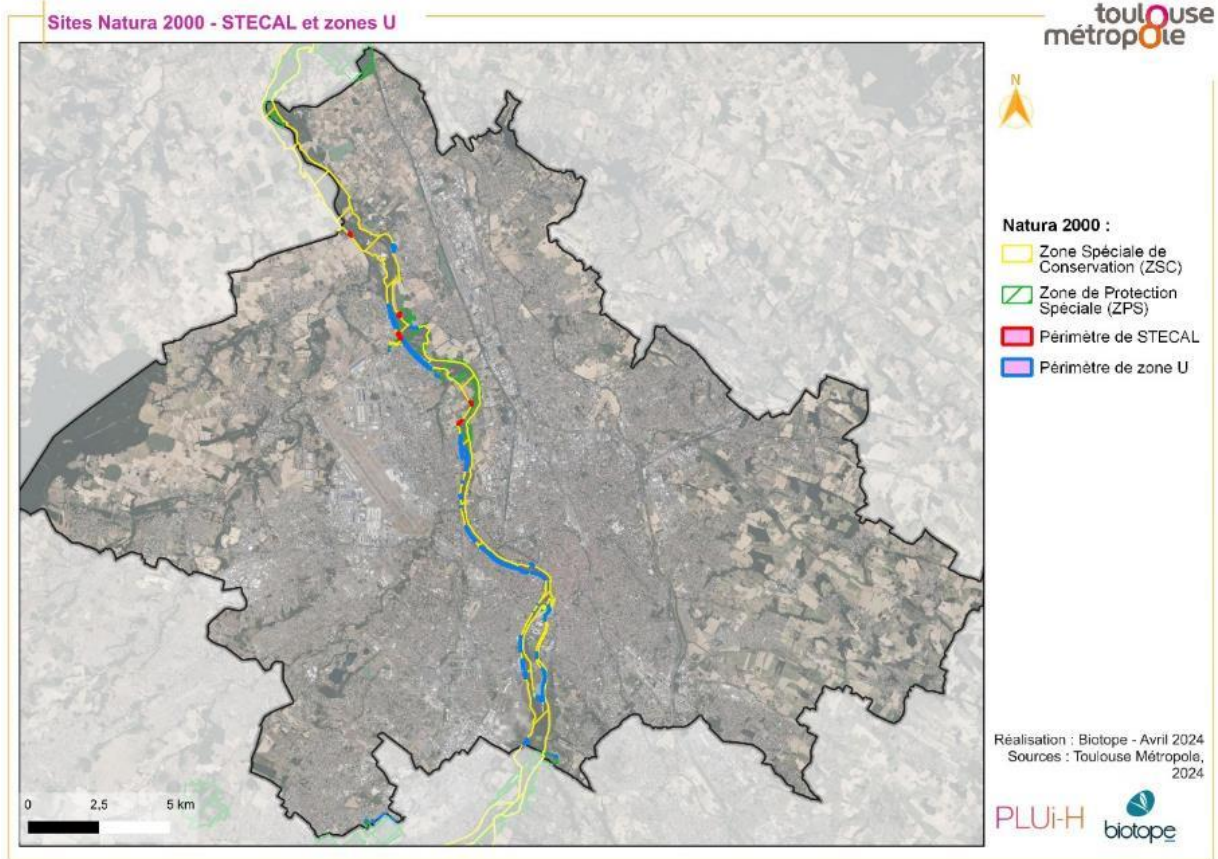 Sites Natura 2000 - STECAL et zones U
toulouse
métropole
N
Natura 2000 :
Zone Spéciale de
Conservation (ZSC)
Zone de Protection
Spéciale (ZPS)
Périmètre de STECAL
Périmètre de zone U
Réalisation : Biotope - Avril 2024
Sources : Toulouse Métropole,
2024
0 2,5 5 km
PLUi-H
biotope